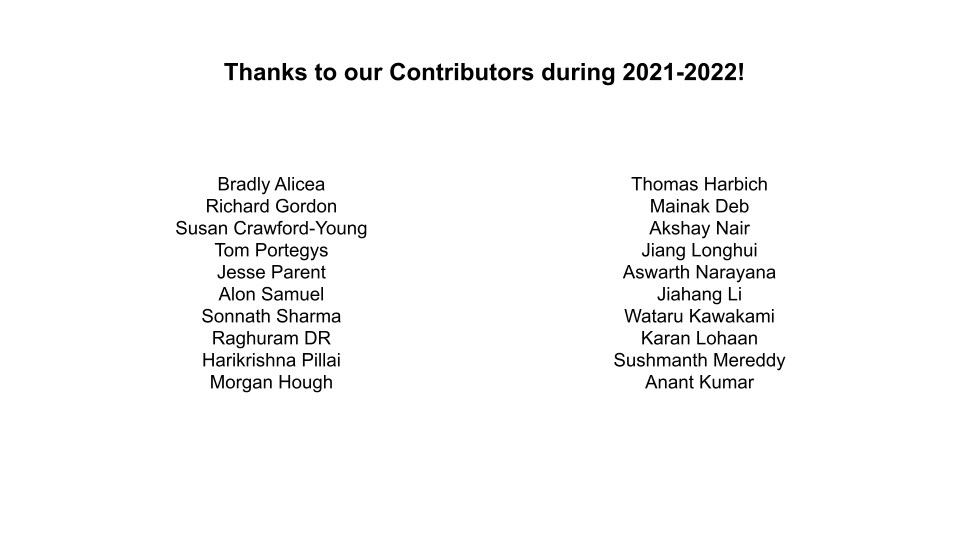 Thanks to our Contributors during 2021-2022!
Bradly Alicea
Richard Gordon
Susan Crawford-Young
Tom Portegys
Jesse Parent
Alon Samuel
Sonnath Sharma
Raghuram DR
Harikrishna Pillai
Morgan Hough
Thomas Harbich
Mainak Deb
Akshay Nair
Jiang Longhui
Aswarth Narayana
Jiahang Li
Wataru Kawakami
Karan Lohaan
Sushmanth Mereddy
Anant Kumar